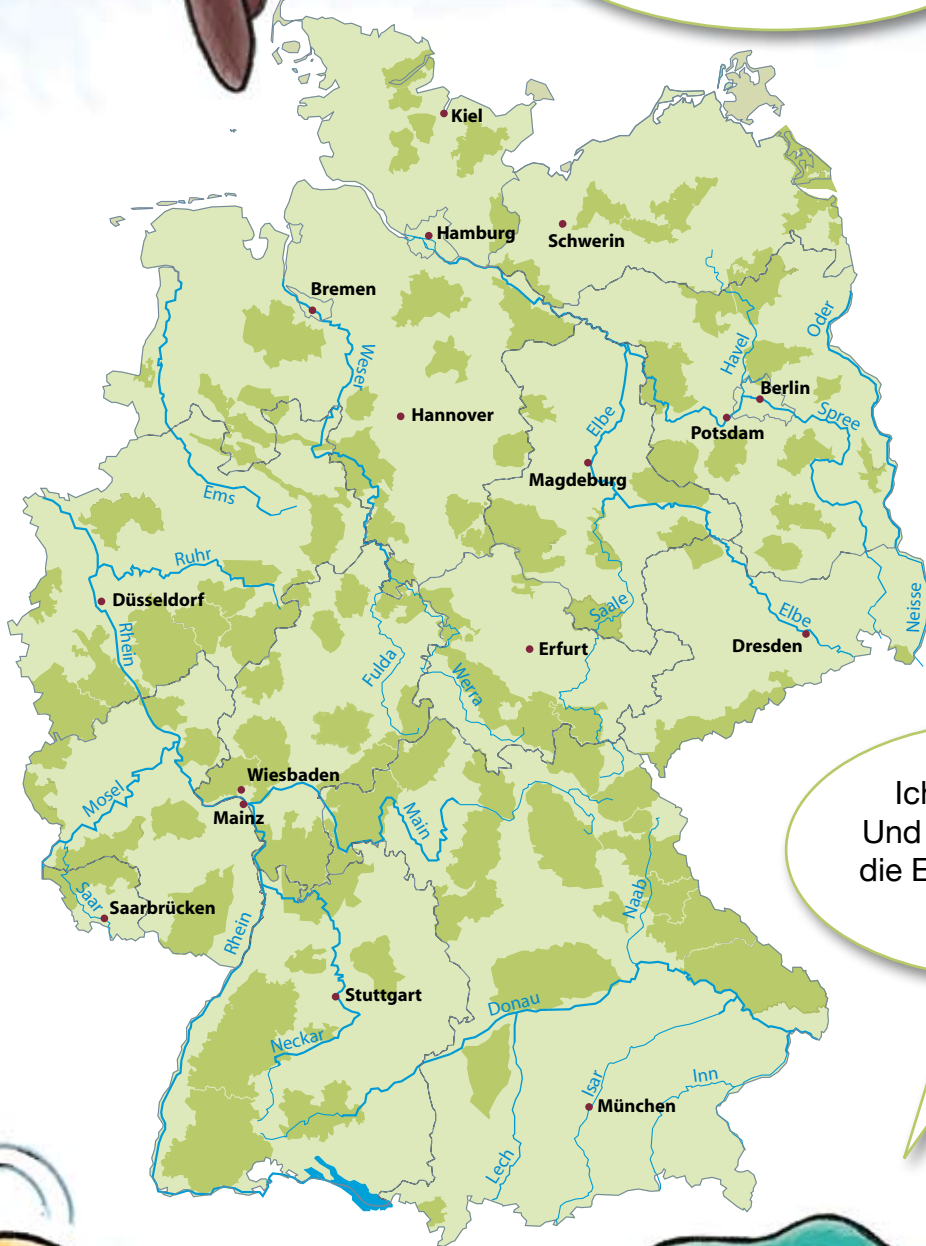 Kiel
Hamburg
Schwerin
Bremen
Weser
Havel
Oder
Berlin
Hannover
Elbe
Spree
Potsdam
Magdeburg
Ems
Ruhr
Düsseldorf
Rhein
Saale
Elbe
Neisse
Erfurt
Dresden
Fulda
Werra
Wiesbaden
Mosel
Mainz
Main
Ich
Und
die E
Saar
Saarbrücken
Rhein
Naab
Stuttgart
Donau
Neckar
Isar
Inn
München
Lech